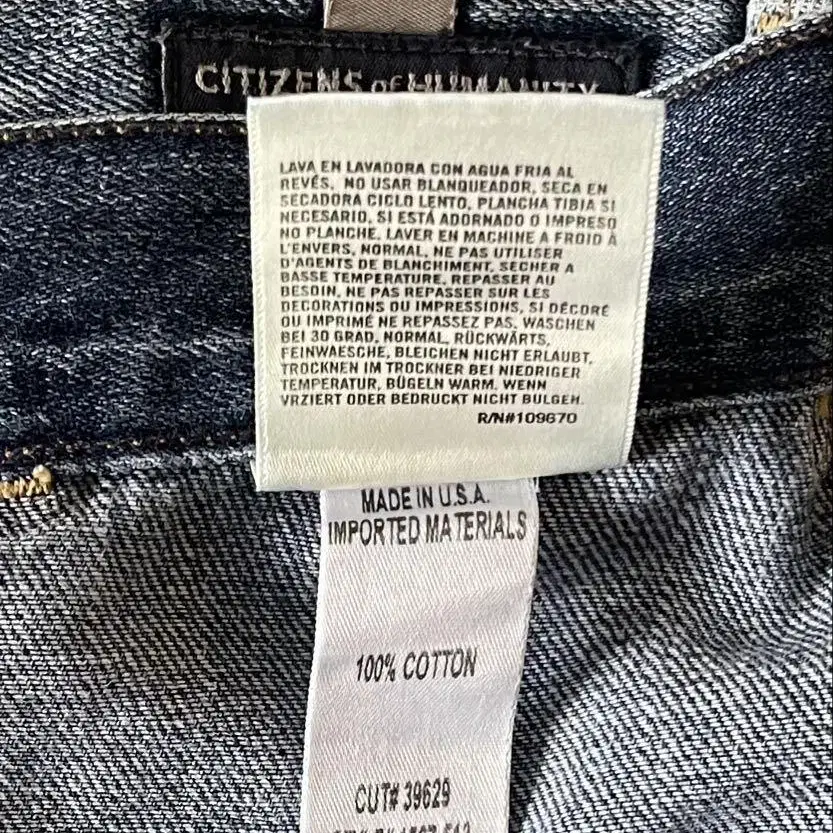 CITIZENS of HUMANITY
LAVA EN LAVADORA CON AGUA FRIA AL
REVÉS, NO USAR BLANQUEADOR, SECA EN
SECADORA CICLO LENTO, PLANCHA TIBIA SI
NECESARIO, SI ESTÁ ADORNADO O IMPRESO
NO PLANCHE. LAVER EN MACHINE A FROID À
L'ENVERS, NORMAL, NE PAS UTILISER
D'AGENTS DE BLANCHIMENT, SECHER A
BASSE TEMPERATURE, REPASSER AU
BESOIN, NE PAS REPASSER SUR LES
DECORATIONS OU IMPRESSIONS, SI DÉCORÉ
OU IMPRIMÉ NE REPASSEZ PAS. WASCHEN
BEI 30 GRAD, NORMAL, RÜCKWÄRTS,
FEINWAESCHE, BLEICHEN NICHT ERLAUBT,
TROCKNEN IM TROCKNER BEI NIEDRIGER
TEMPERATUR, BÜGELN WARM. WENN
VRZIERT ODER BEDRUCKT NICHT BULGEN.
R/N#109670
MADE IN U.S.A.
IMPORTED MATERIALS
100% COTTON
CUT# 39629